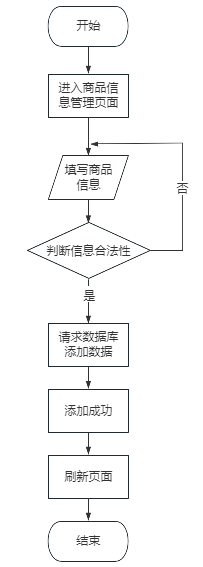 开始
进入商品信
息管理页面
填写商品
信息
否
判断信息合法性
是
请求数据库
添加数据
添加成功
刷新页面
结束